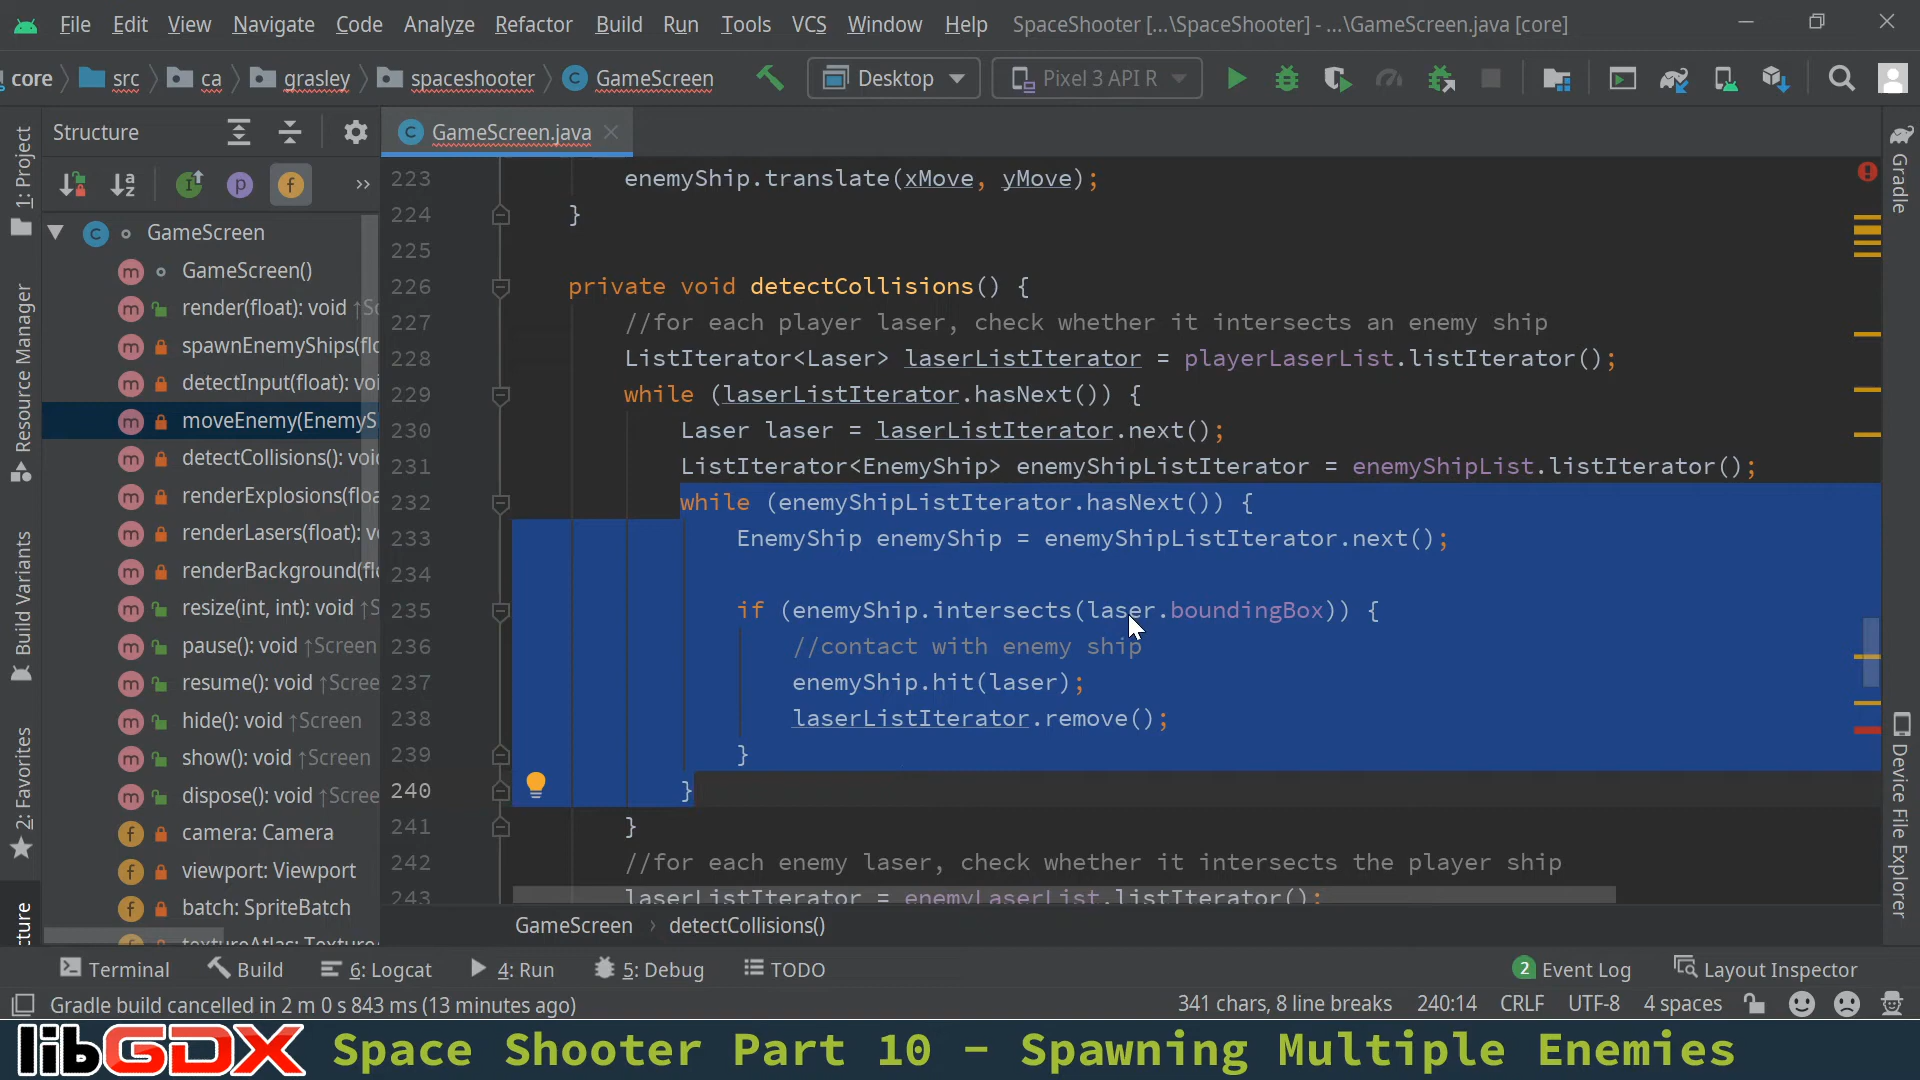 File Edit View Navigate Code Analyze Refactor Build Run Tools VCS Window Help SpaceShooter [...\SpaceShooter] - ...\GameScreen.java [core]
core src ca grasley spaceshooter GameScreen Desktop Pixel 3 API R
Structure
GameScreen.java
1: Project
Resource Manager
Build Variants
2: Favorites
GameScreen
GameScreen()
render(float): void
spawnEnemyShips(flo
detectInput(float): voi
moveEnemy(EnemyS
detectCollisions(): voi
renderExplosions(floa
renderLasers(float): v
renderBackground(flo
resize(int, int): void ↑S
pause(): void ↑Screen
resume(): void ↑Scree
hide(): void ↑Screen
show(): void ↑Screen
dispose(): void ↑Scree
camera: Camera
viewport: Viewport
batch: SpriteBatch
223 enemyShip.translate(xMove, yMove);
224 }
225
226 private void detectCollisions() {
227 //for each player laser, check whether it intersects an enemy ship
228 ListIterator<Laser> laserListIterator = playerLaserList.listIterator();
229 while (laserListIterator.hasNext()) {
230 Laser laser = laserListIterator.next();
231 ListIterator<EnemyShip> enemyShipListIterator = enemyShipList.listIterator();
232 while (enemyShipListIterator.hasNext()) {
233 EnemyShip enemyShip = enemyShipListIterator.next();
234
235 if (enemyShip.intersects(laser.boundingBox)) {
236 //contact with enemy ship
237 enemyShip.hit(laser);
238 laserListIterator.remove();
239 }
240 }
241 }
242 //for each enemy laser, check whether it intersects the player ship
243 laserListIterator = enemyLaserList.listIterator();
GameScreen › detectCollisions()
Gradle
Device File Explorer
Terminal Build 6: Logcat 4: Run 5: Debug TODO 2 Event Log Layout Inspector
Gradle build cancelled in 2 m 0 s 843 ms (13 minutes ago) 341 chars, 8 line breaks 240:14 CRLF UTF-8 4 spaces
libGDX Space Shooter Part 10 - Spawning Multiple Enemies